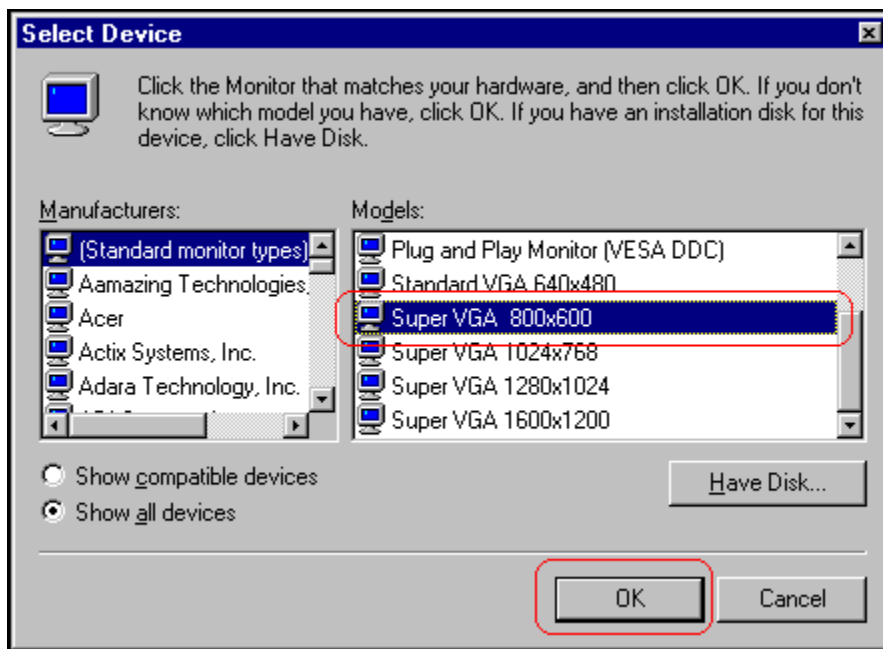 Select Device
Click the Monitor that matches your hardware, and then click OK. If you don't
know which model you have, click OK. If you have an installation disk for this
device, click Have Disk.
Manufacturers:
(Standard monitor types)
Aamazing Technologies,
Acer
Actix Systems, Inc.
Adara Technology, Inc.
Models:
Plug and Play Monitor (VESA DDC)
Standard VGA 640x480
Super VGA 800x600
Super VGA 1024x768
Super VGA 1280x1024
Super VGA 1600x1200
Show compatible devices
Show all devices
Have Disk...
OK
Cancel